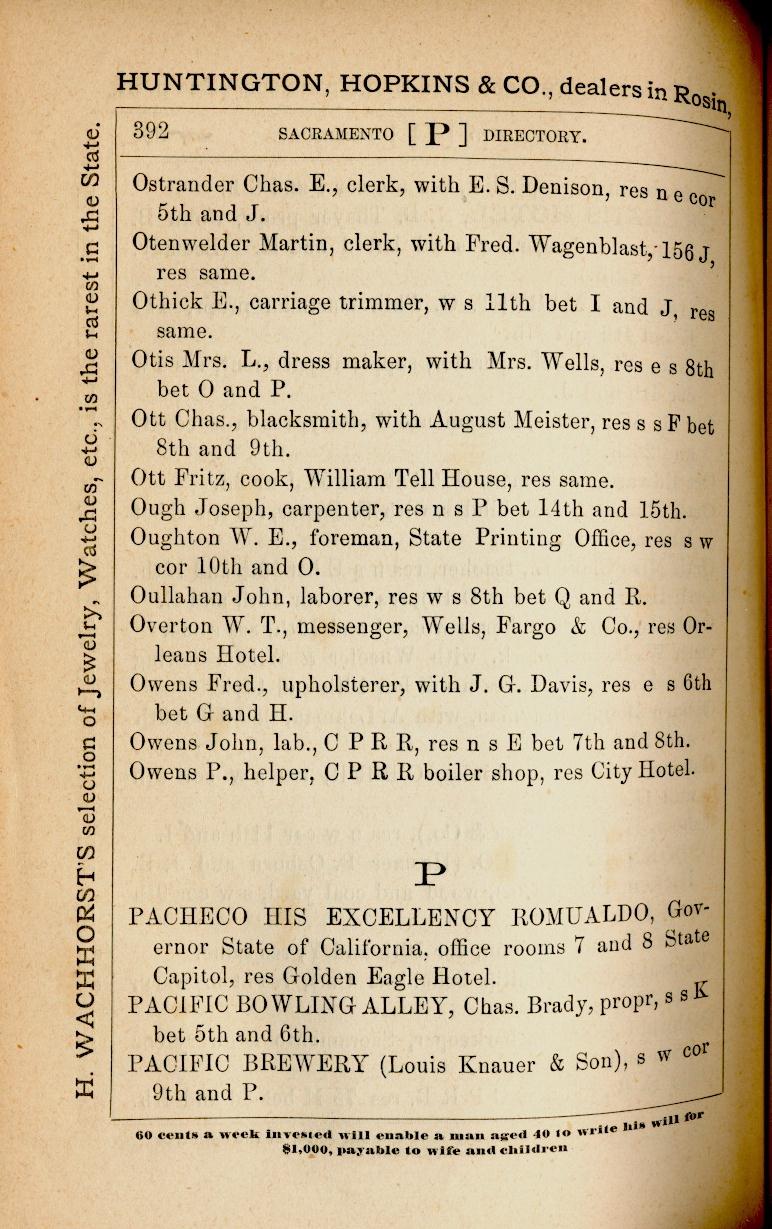 HUNTINGTON, HOPKINS & CO., dealers in Rosin,
392 SACRAMENTO [P] DIRECTORY.
Ostrander Chas. E., clerk, with E. S. Denison, res n e cor
5th and J.
Otenwelder Martin, clerk, with Fred. Wagenblast, 156 J,
res same.
Othick E., carriage trimmer, w s 11th bet I and J, res
same.
Otis Mrs. L., dress maker, with Mrs. Wells, res e s 8th
bet O and P.
Ott Chas., blacksmith, with August Meister, res s s F bet
8th and 9th.
Ott Fritz, cook, William Tell House, res same.
Ough Joseph, carpenter, res n s P bet 14th and 15th.
Oughton W. E., foreman, State Printing Office, res s w
cor 10th and O.
Oullahan John, laborer, res w s 8th bet Q and R.
Overton W. T., messenger, Wells, Fargo & Co., res Or-
leans Hotel.
Owens Fred., upholsterer, with J. G. Davis, res e s 6th
bet G and H.
Owens John, lab., C P R R, res n s E bet 7th and 8th.
Owens P., helper, C P R R boiler shop, res City Hotel.
P
PACHECO HIS EXCELLENCY ROMUALDO, Gov-
ernor State of California, office rooms 7 and 8 State
Capitol, res Golden Eagle Hotel.
PACIFIC BOWLING ALLEY, Chas. Brady, propr, s s K
bet 5th and 6th.
PACIFIC BREWERY (Louis Knauer & Son), s w cor
9th and P.
60 cents a week invested will enable a man aged 40 to write his will for
$1,000, payable to wife and children
H. WACHHORST'S selection of Jewelry, Watches, etc., is the rarest in the State.